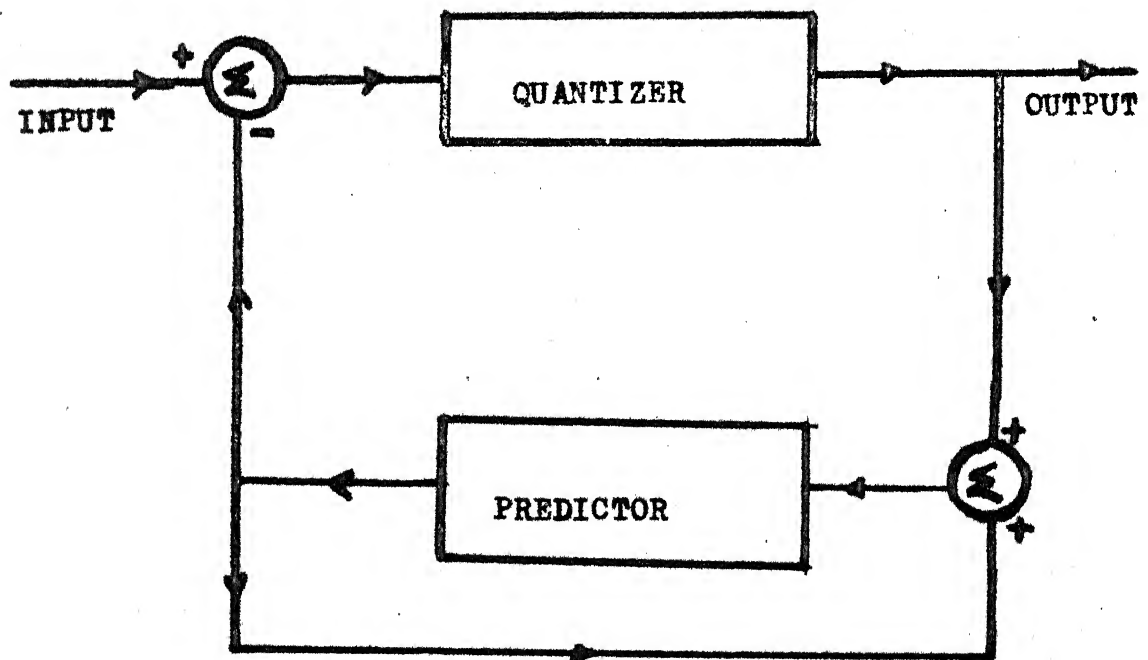 +
Σ
QUANTIZER
INPUT
OUTPUT
-
+
Σ
PREDICTOR
+